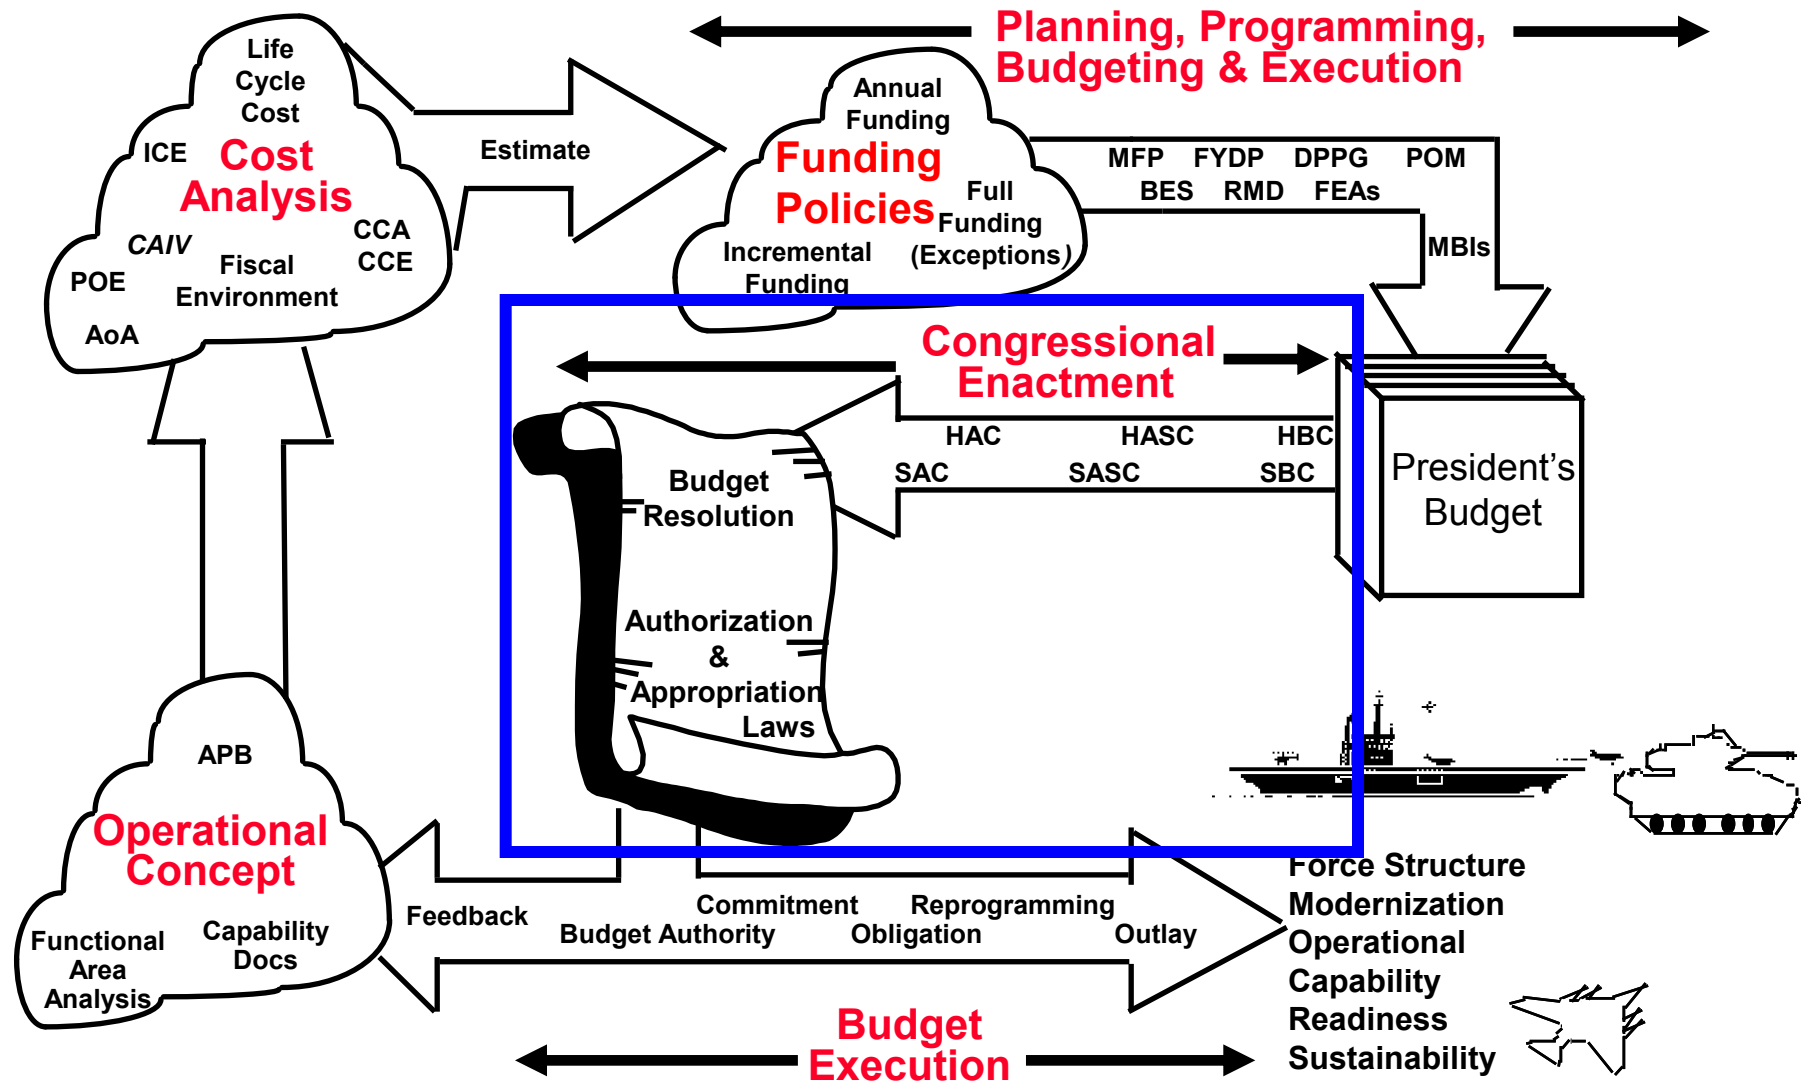 Planning, Programming,
Budgeting & Execution
Life
Cycle
Cost
ICE
Cost
Analysis
CAIV
CCA
CCE
POE
Fiscal
Environment
AoA
Estimate
Annual
Funding
Funding
Policies
Full
Funding
(Exceptions)
Incremental
Funding
MFP FYDP DPPG POM
BES RMD FEAs
MBIs
Congressional
Enactment
HAC HASC HBC
SAC SASC SBC
President's
Budget
Budget
Resolution
Authorization
&
Appropriation
Laws
APB
Operational
Concept
Functional
Area
Analysis
Capability
Docs
Feedback
Commitment Reprogramming
Budget Authority Obligation Outlay
Force Structure
Modernization
Operational
Capability
Readiness
Sustainability
Budget
Execution